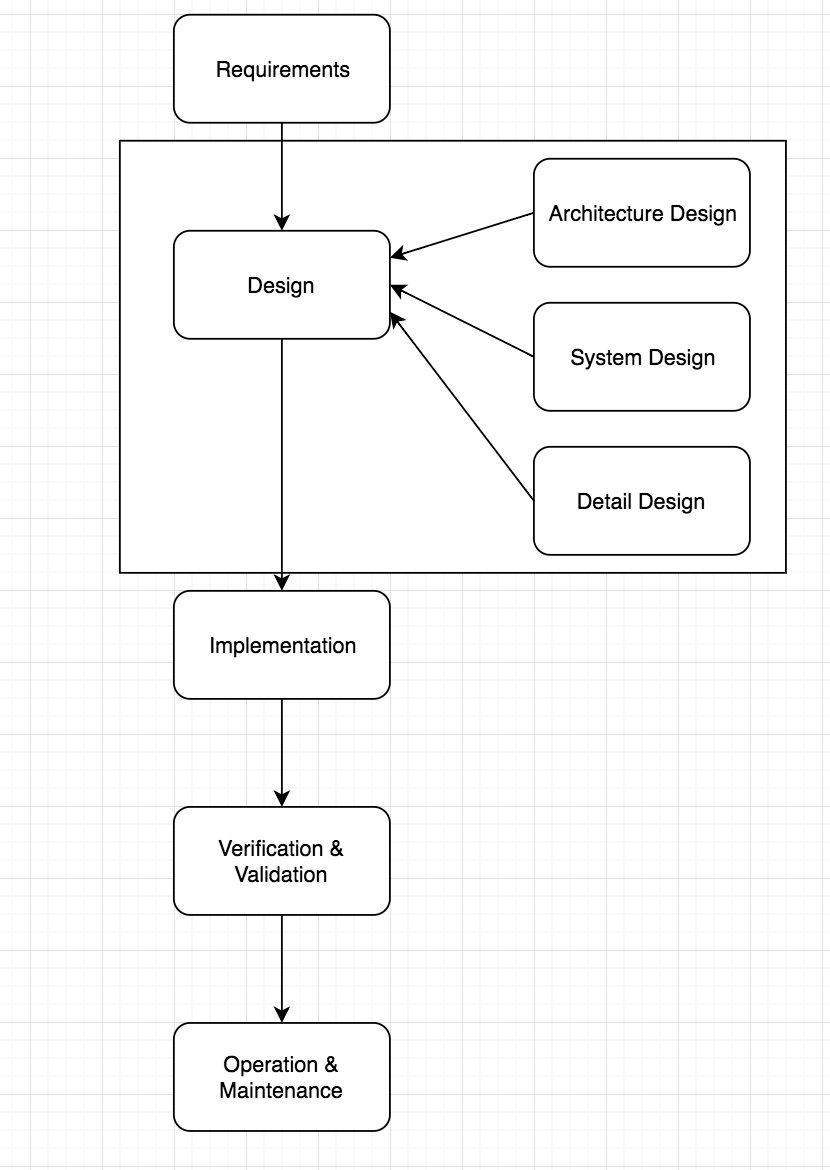 Requirements
Architecture Design
Design
System Design
Detail Design
Implementation
Verification &
Validation
Operation &
Maintenance